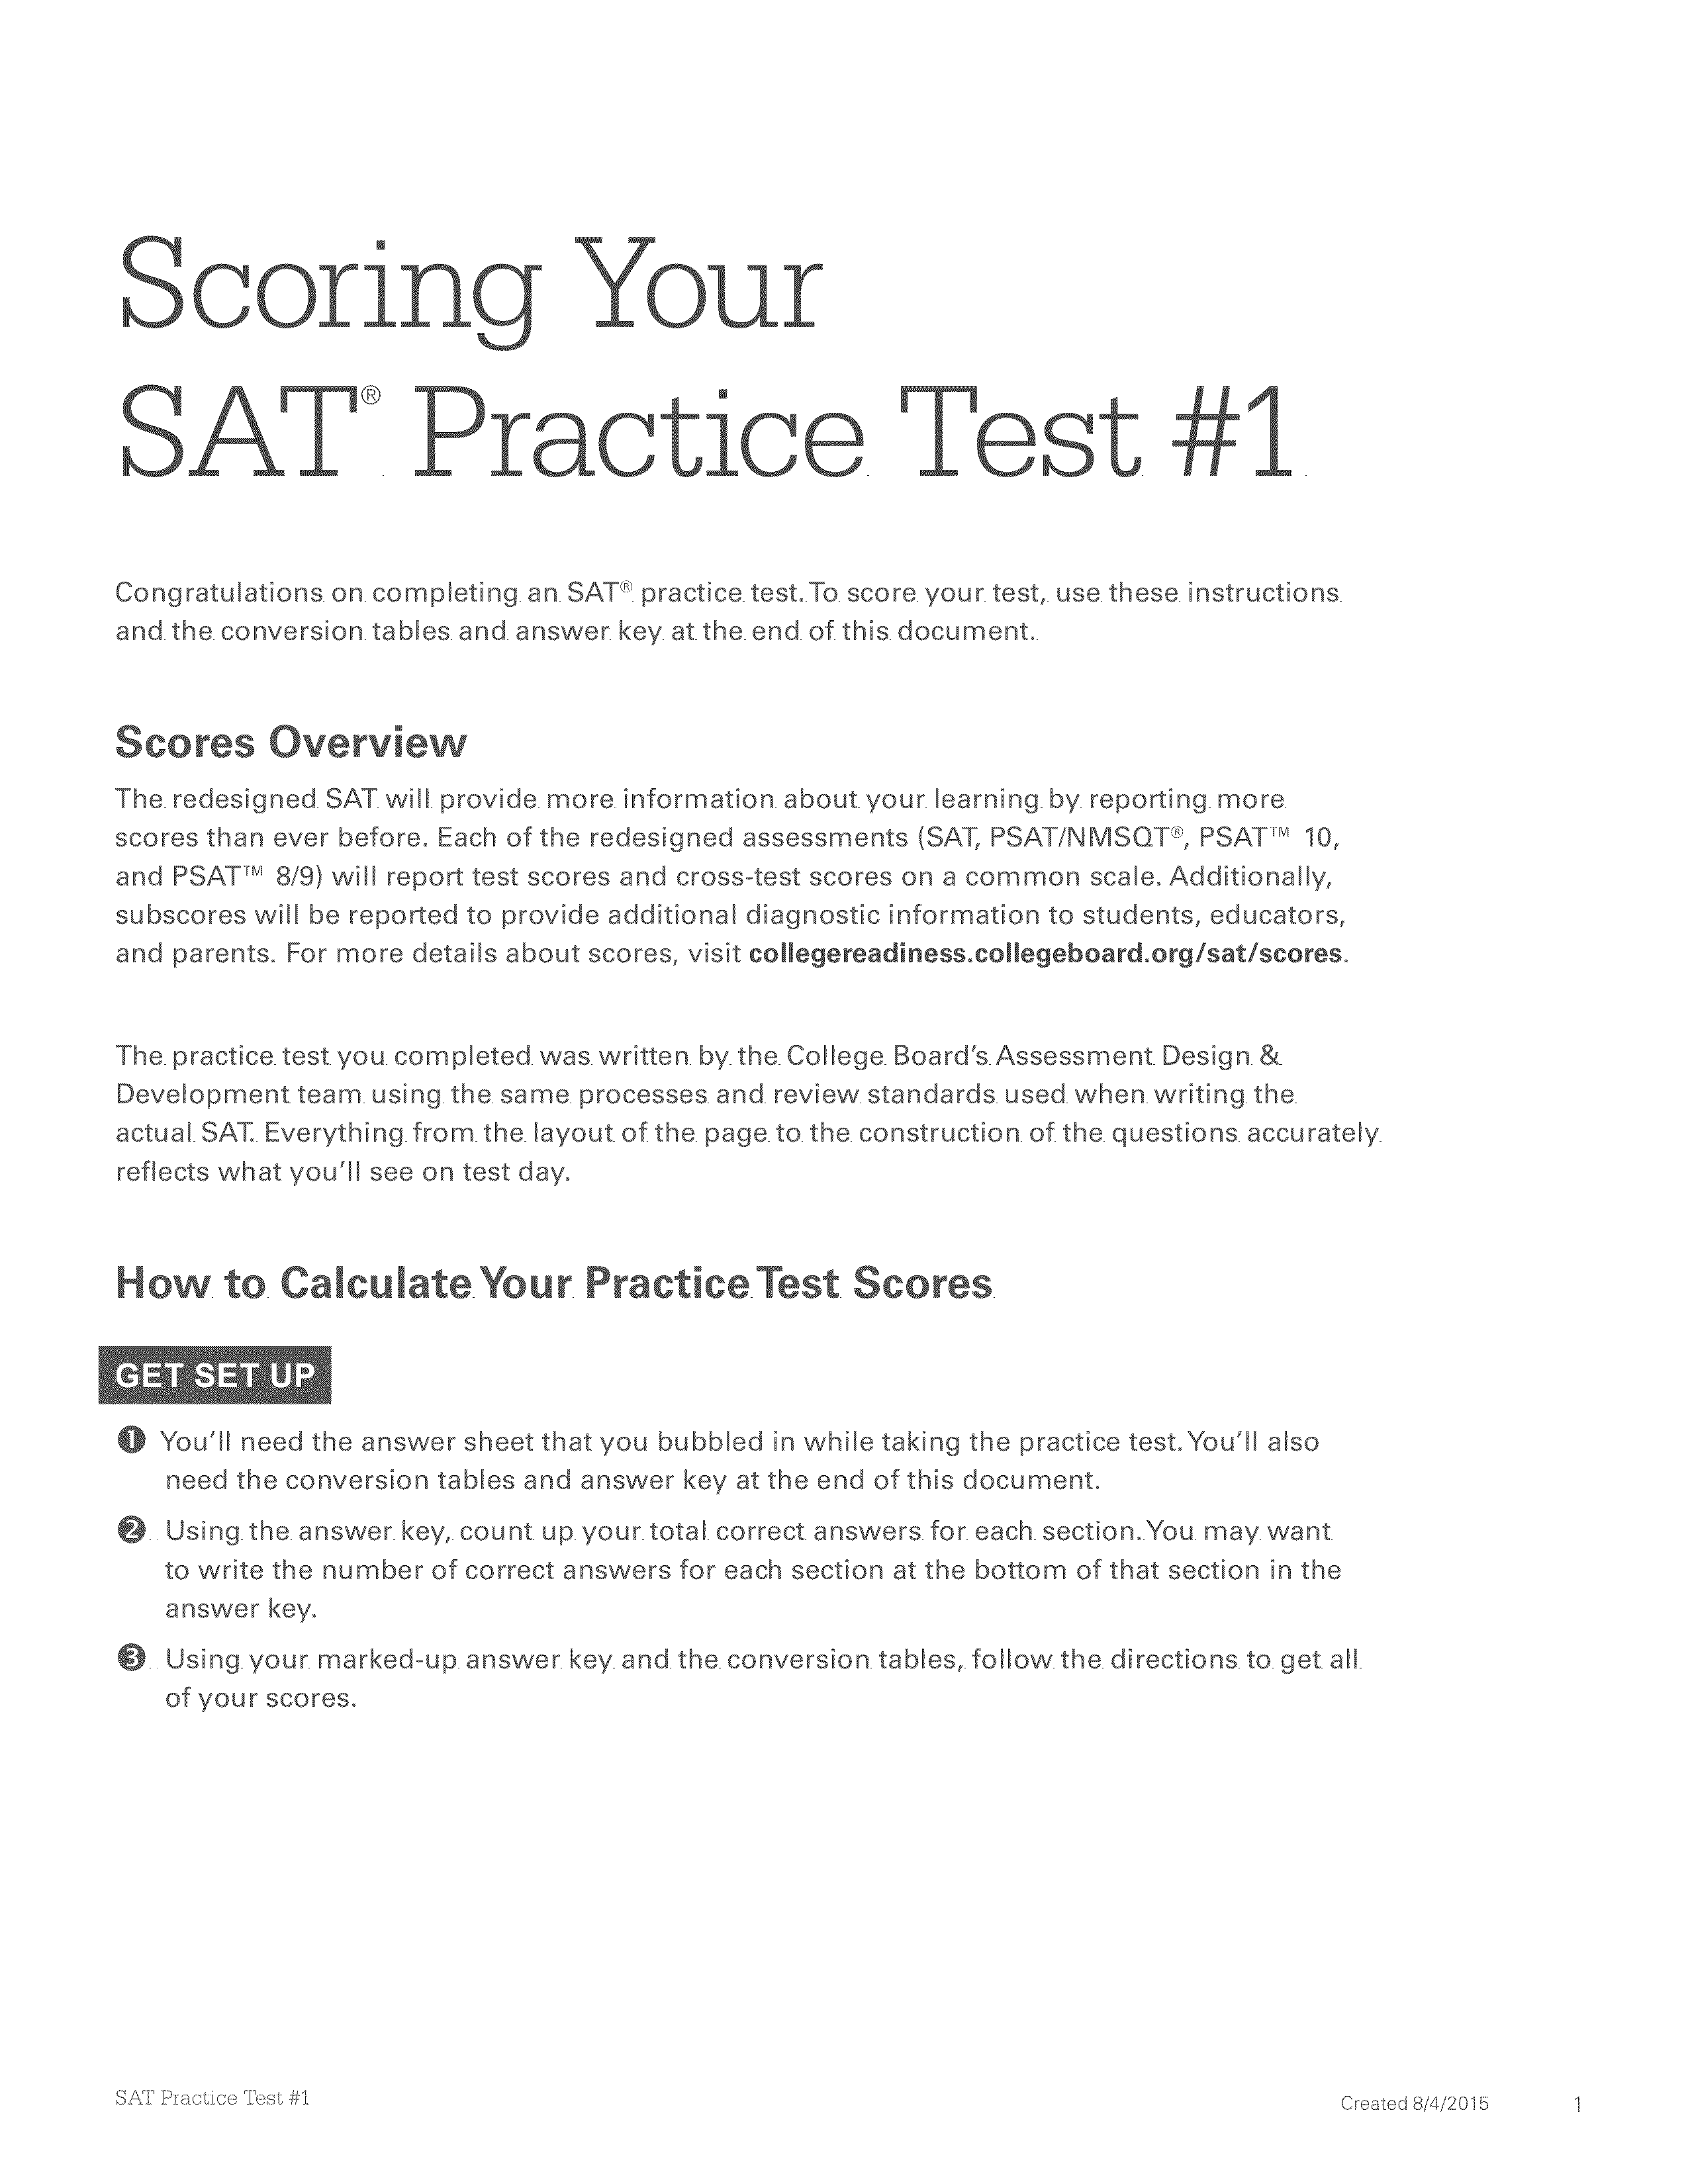 Scoring Your
SAT® Practice Test #1
Congratulations on completing an SAT® practice test. To score your test, use these instructions
and the conversion tables and answer key at the end of this document.
Scores Overview
The redesigned SAT will provide more information about your learning by reporting more
scores than ever before. Each of the redesigned assessments (SAT, PSAT/NMSQT®, PSAT™ 10,
and PSAT™ 8/9) will report test scores and cross-test scores on a common scale. Additionally,
subscores will be reported to provide additional diagnostic information to students, educators,
and parents. For more details about scores, visit collegereadiness.collegeboard.org/sat/scores.
The practice test you completed was written by the College Board's Assessment Design &
Development team using the same processes and review standards used when writing the
actual SAT. Everything from the layout of the page to the construction of the questions accurately
reflects what you'll see on test day.
How to Calculate Your Practice Test Scores
GET SET UP
❶ You'll need the answer sheet that you bubbled in while taking the practice test. You'll also
need the conversion tables and answer key at the end of this document.
❷ Using the answer key, count up your total correct answers for each section. You may want
to write the number of correct answers for each section at the bottom of that section in the
answer key.
❸ Using your marked-up answer key and the conversion tables, follow the directions to get all
of your scores.
SAT Practice Test #1
Created 8/4/2015 1